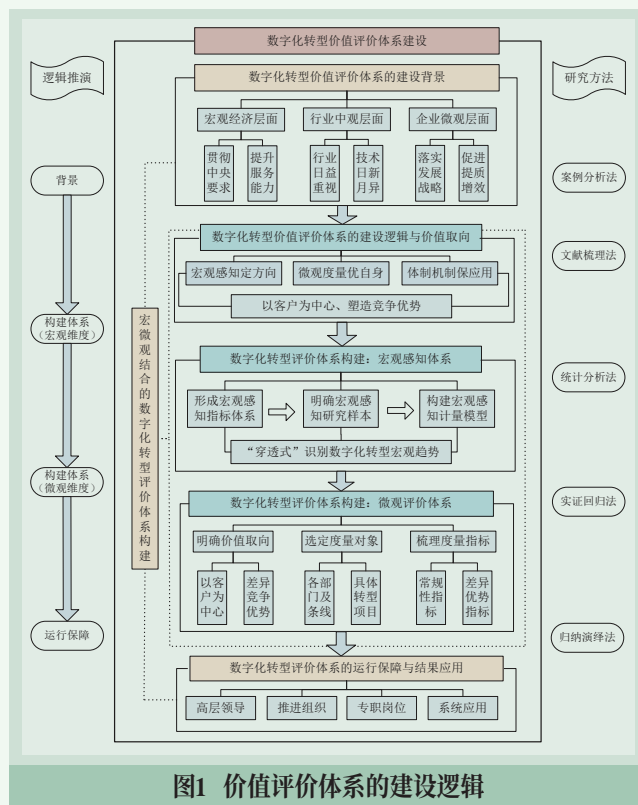 数字化转型价值评价体系建设
逻辑推演
研究方法
数字化转型价值评价体系的建设背景
宏观经济层面
行业中观层面
企业微观层面
贯彻
中央
要求
提升
服务
能力
行业
日益
重视
技术
日新
月异
落实
发展
战略
促进
提质
增效
背景
案例分析法
数字化转型价值评价体系的建设逻辑与价值取向
宏观感知定方向
微观度量优自身
体制机制保应用
以客户为中心、塑造竞争优势
文献梳理法
宏微观结合的数字化转型评价体系构建
构建体系
（宏观维度）
数字化转型评价体系构建：宏观感知体系
形成宏观感
知指标体系
明确宏观感
知研究样本
构建宏观感
知计量模型
“穿透式”识别数字化转型宏观趋势
统计分析法
构建体系
（微观维度）
数字化转型评价体系构建：微观评价体系
明确价值取向
选定度量对象
梳理度量指标
以客
户为
中心
差异
竞争
优势
各部
门及
条线
具体
转型
项目
常规
性指
标
差异
优势
指标
实证回归法
运行保障
归纳演绎法
数字化转型评价体系的运行保障与结果应用
高层领导
推进组织
专职岗位
系统应用
图1 价值评价体系的建设逻辑